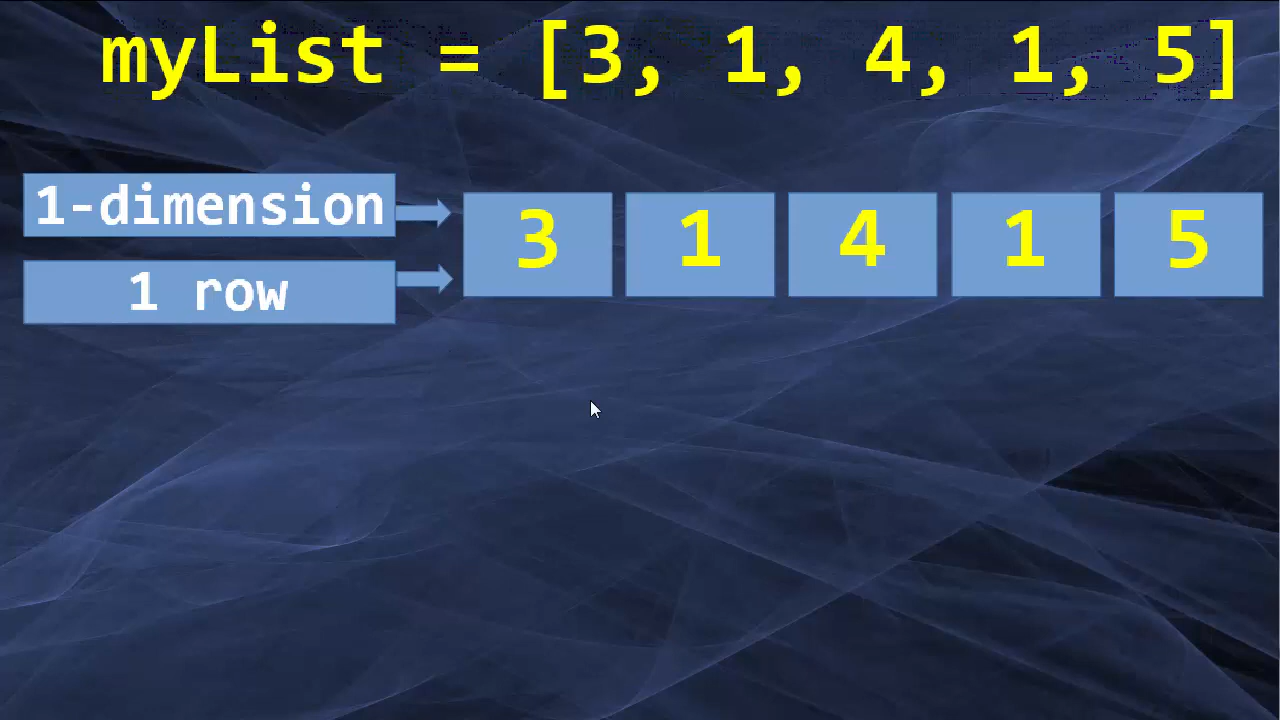 myList = [3, 1, 4, 1, 5]
1-dimension
3 1 4 1 5
1 row